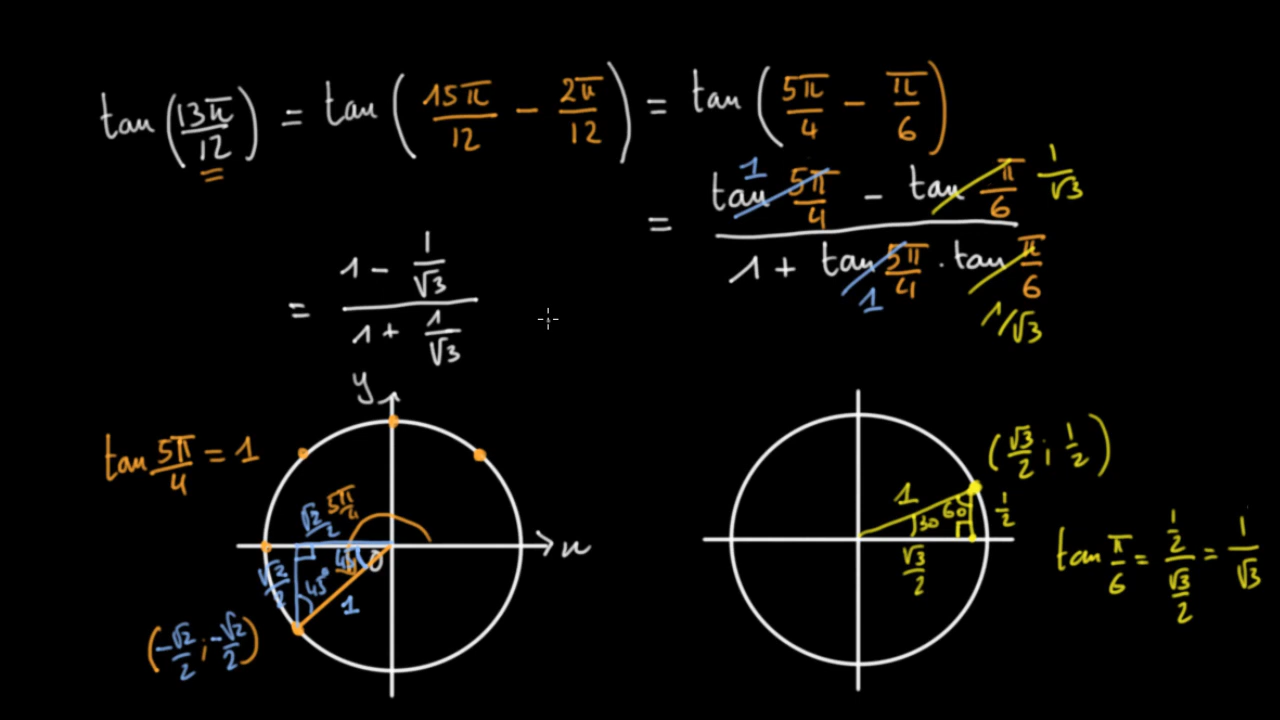 tan(13π/12) = tan(15π/12 − 2π/12) = tan(5π/4 − π/6)
= (tan 5π/4 − tan π/6)/(1 + tan 5π/4 · tan π/6)
1 1/√3
1 1/√3
= (1 − 1/√3)/(1 + 1/√3)
y
x
O
tan 5π/4 = 1
5π/4
√2/2
√2/2
45°
45°
1
(−√2/2 ; −√2/2)
(√3/2 ; 1/2)
1
30 60
1/2
√3/2
tan π/6 = (1/2)/(√3/2) = 1/√3